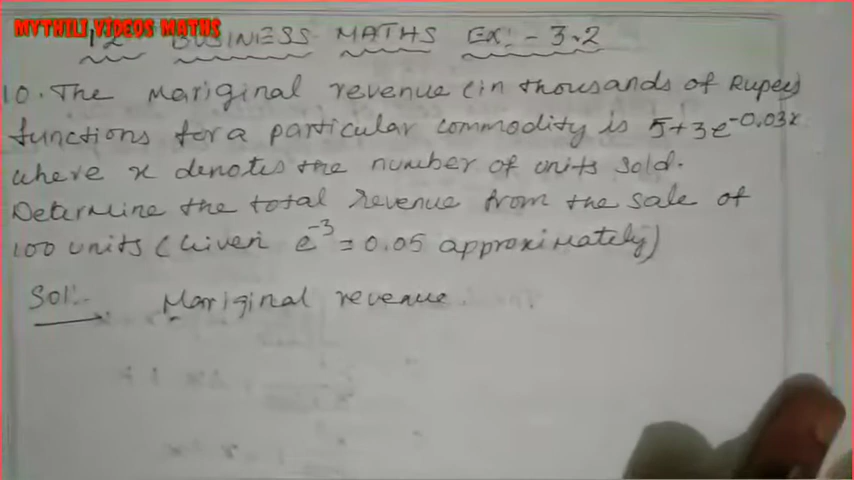 MYTHILI VIDEOS MATHS
12 BUSINESS MATHS EX:- 3.2
10. The Mariginal revenue (in thousands of Rupees
functions for a particular commodity is 5+3e^-0.03x
where x denotes the number of units sold.
Determine the total revenue from the sale of
100 units (Given e^-3 = 0.05 approximately)
Sol:- Mariginal revenue.